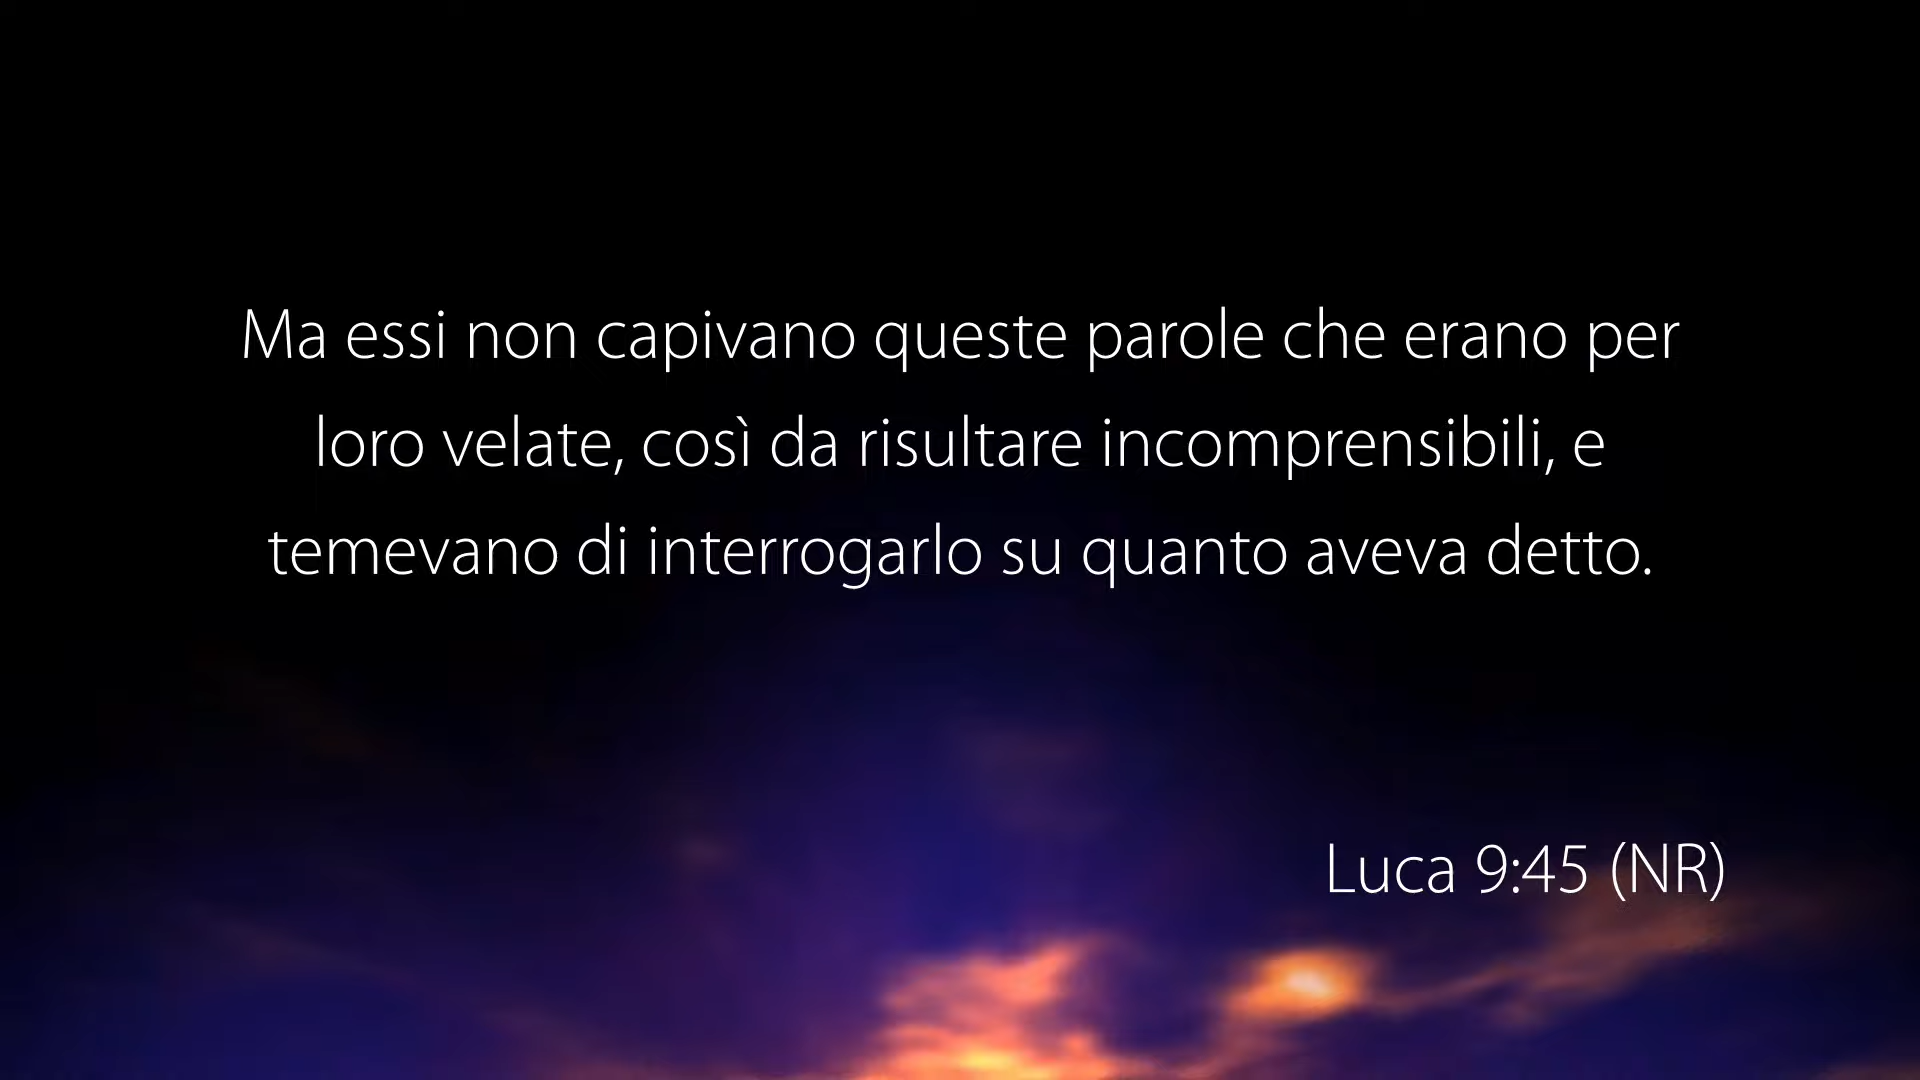 Ma essi non capivano queste parole che erano per
loro velate, così da risultare incomprensibili, e
temevano di interrogarlo su quanto aveva detto.
Luca 9:45 (NR)